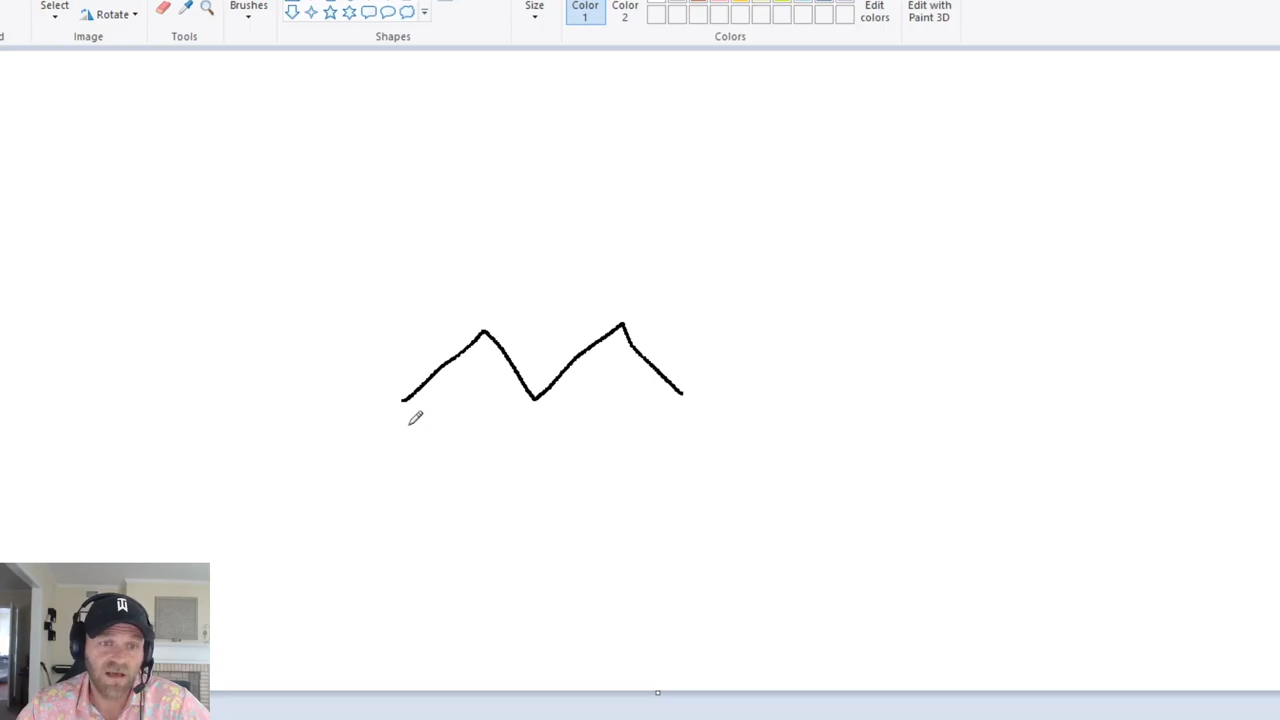 Select
Rotate
Brushes
Size
Color
1
Color
2
Edit
colors
Edit with
Paint 3D
Image
Tools
Shapes
Colors